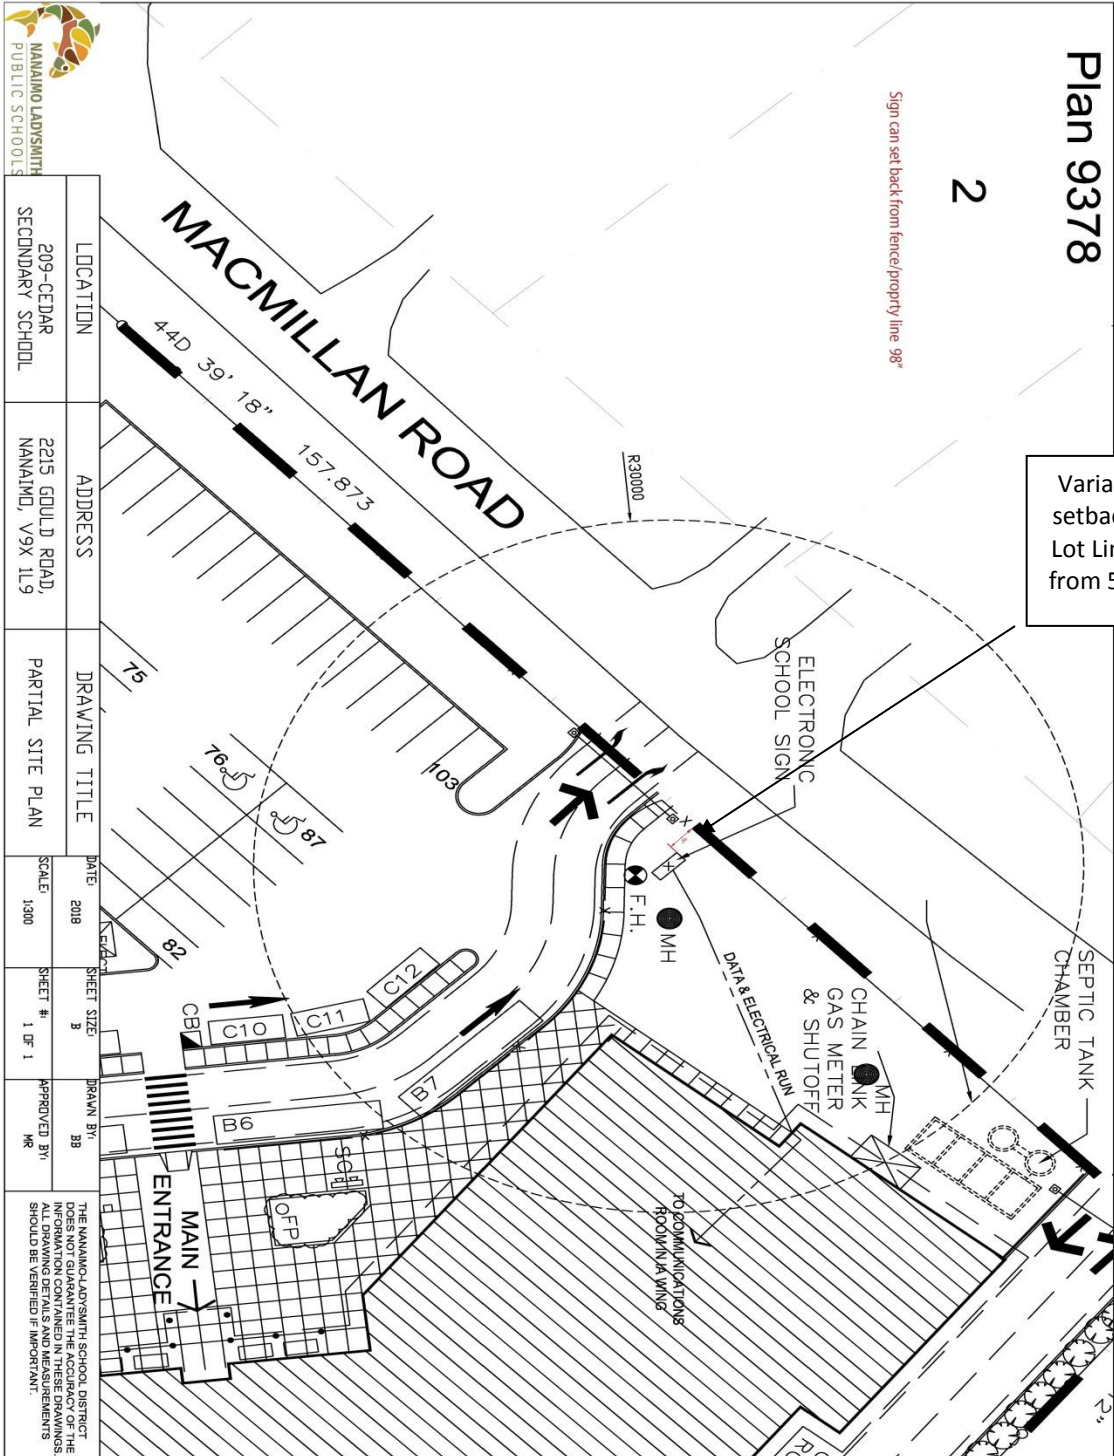 Plan 9378
2
Sign can set back from fence/proprty line 98"
MACMILLAN ROAD
44D 39' 18"
157.873
R30000
ELECTRONIC
SCHOOL SIGN
SEPTIC TANK
CHAMBER
CHAIN LINK
GAS METER
& SHUTOFF
MH
MH
F.H.
DATA & ELECTRICAL RUN
TO COMMUNICATIONS
ROOM IN A WING
75
76
87
82
103
C12
C11
C10
CB
B7
B6
SC
FP
MAIN
ENTRANCE
NANAIMO LADYSMITH
PUBLIC SCHOOLS
LOCATION
209-CEDAR
SECONDARY SCHOOL
ADDRESS
2215 GOULD ROAD,
NANAIMO, V9X 1L9
DRAWING TITLE
PARTIAL SITE PLAN
DATE: 2018
SCALE: 1:300
SHEET SIZE: B
SHEET #: 1 OF 1
DRAWN BY: BB
APPROVED BY: MR
THE NANAIMO-LADYSMITH SCHOOL DISTRICT
DOES NOT GUARANTEE THE ACCURACY OF THE
INFORMATION CONTAINED IN THESE DRAWINGS.
ALL DRAWING DETAILS AND MEASUREMENTS
SHOULD BE VERIFIED IF IMPORTANT.
Varia
setba
Lot Li
from 5